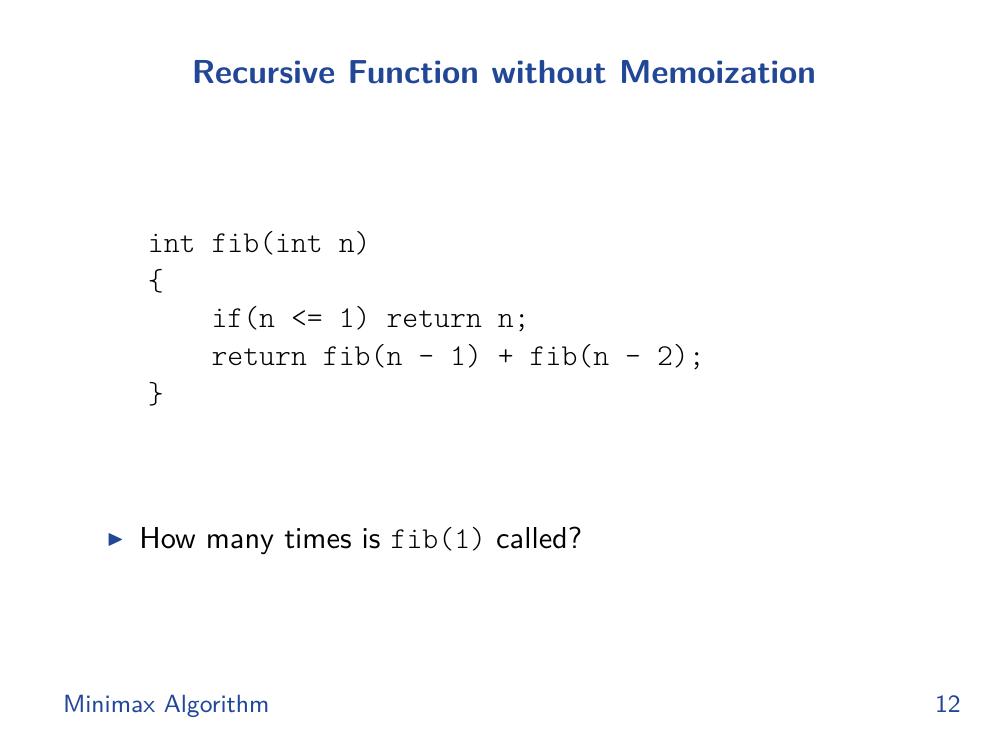 Recursive Function without Memoization
int fib(int n)
{
    if(n <= 1) return n;
    return fib(n - 1) + fib(n - 2);
}
▶ How many times is fib(1) called?
Minimax Algorithm 12